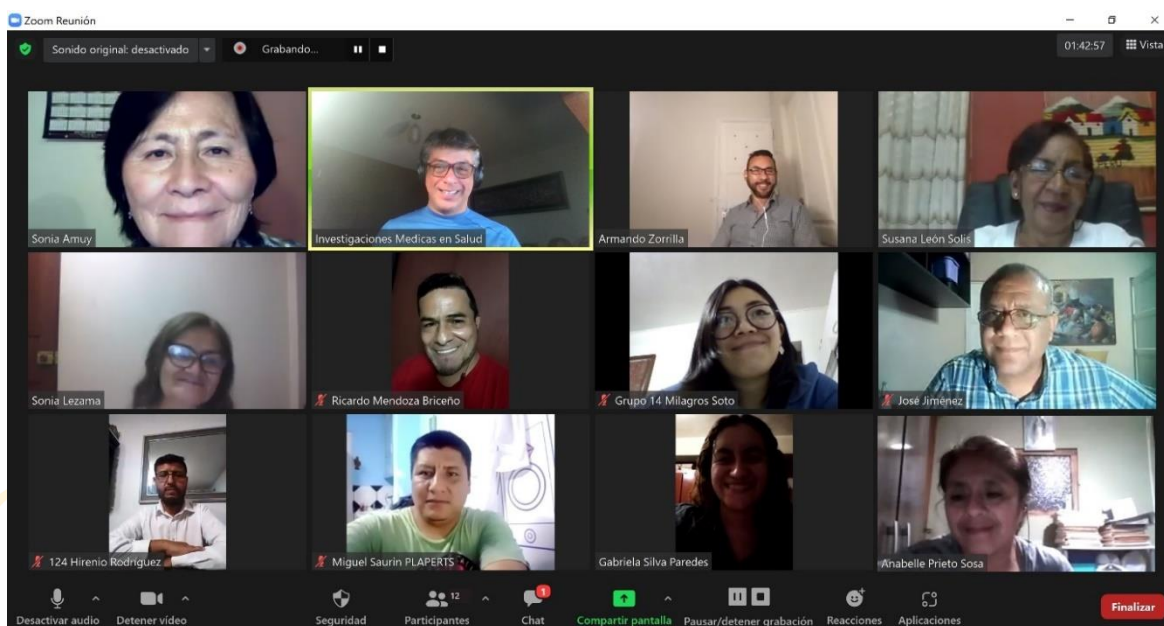 Zoom Reunión
Sonido original: desactivado
Grabando...
01:42:57
Vista
Sonia Amuy
Investigaciones Medicas en Salud
Armando Zorrilla
Susana León Solis
Sonia Lezama
Ricardo Mendoza Briceño
Grupo 14 Milagros Soto
José Jiménez
124 Hirenio Rodríguez
Miguel Saurin PLAPERTS
Gabriela Silva Paredes
Anabelle Prieto Sosa
12
1
Desactivar audio
Detener video
Seguridad
Participantes
Chat
Compartir pantalla
Pausar/detener grabación
Reacciones
Aplicaciones
Finalizar